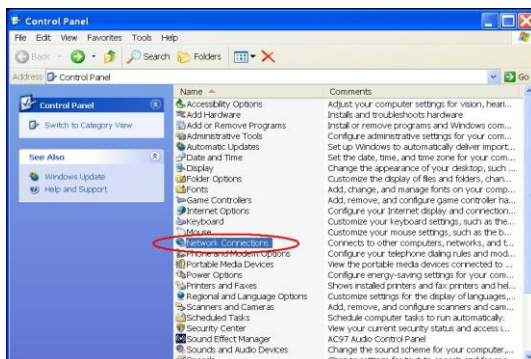 Control Panel
File Edit View Favorites Tools Help
Back Search Folders
Address Control Panel Go
Name Comments
Control Panel
Switch to Category View
See Also
Windows Update
Help and Support
Accessibility Options Adjust your computer settings for vision, heari...
Add Hardware Installs and troubleshoots hardware
Add or Remove Programs Install or remove programs and Windows com...
Administrative Tools Configure administrative settings for your com...
Automatic Updates Set up Windows to automatically deliver import...
Date and Time Set the date, time, and time zone for your com...
Display Change the appearance of your desktop, such ...
Folder Options Customize the display of files and folders, chan...
Fonts Add, change, and manage fonts on your comp...
Game Controllers Add, remove, and configure game controller ha...
Internet Options Configure your Internet display and connection...
Keyboard Customize your keyboard settings, such as the...
Mouse Customize your mouse settings, such as the b...
Network Connections Connects to other computers, networks, and t...
Phone and Modem Options Configure your telephone dialing rules and mod...
Portable Media Devices View the portable media devices connected to ...
Power Options Configure energy-saving settings for your com...
Printers and Faxes Shows installed printers and fax printers and hel...
Regional and Language Options Customize settings for the display of languages,...
Scanners and Cameras Add, remove, and configure scanners and cam...
Scheduled Tasks Schedule computer tasks to run automatically.
Security Center View your current security status and access i...
Sound Effect Manager AC97 Audio Control Panel
Sounds and Audio Devices Change the sound scheme for your computer,...